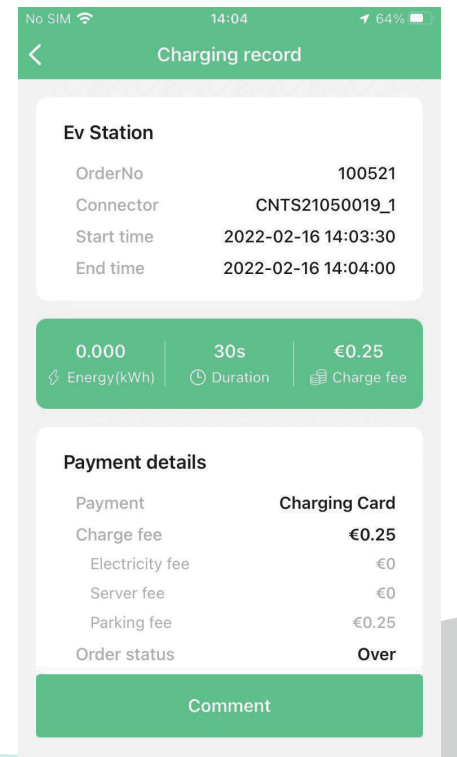 No SIM 14:04 64%
Charging record
Ev Station
OrderNo 100521
Connector CNTS21050019_1
Start time 2022-02-16 14:03:30
End time 2022-02-16 14:04:00
0.000 30s €0.25
Energy(kWh) Duration Charge fee
Payment details
Payment Charging Card
Charge fee €0.25
Electricity fee €0
Server fee €0
Parking fee €0.25
Order status Over
Comment